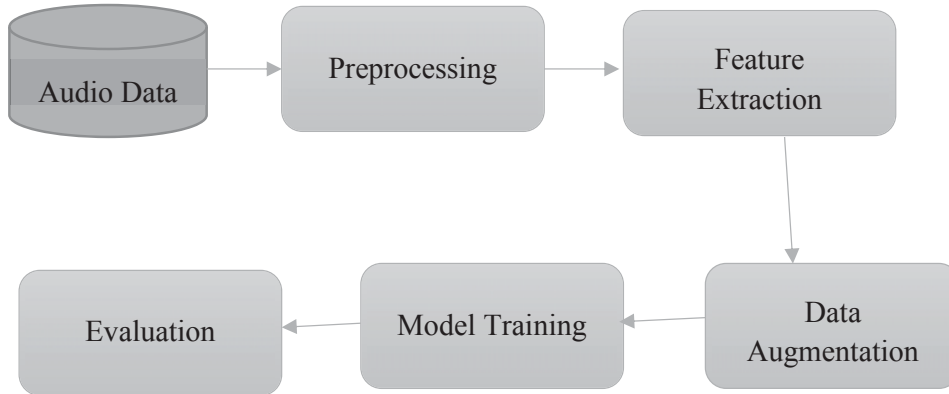 Audio Data
Preprocessing
Feature
Extraction
Data
Augmentation
Model Training
Evaluation